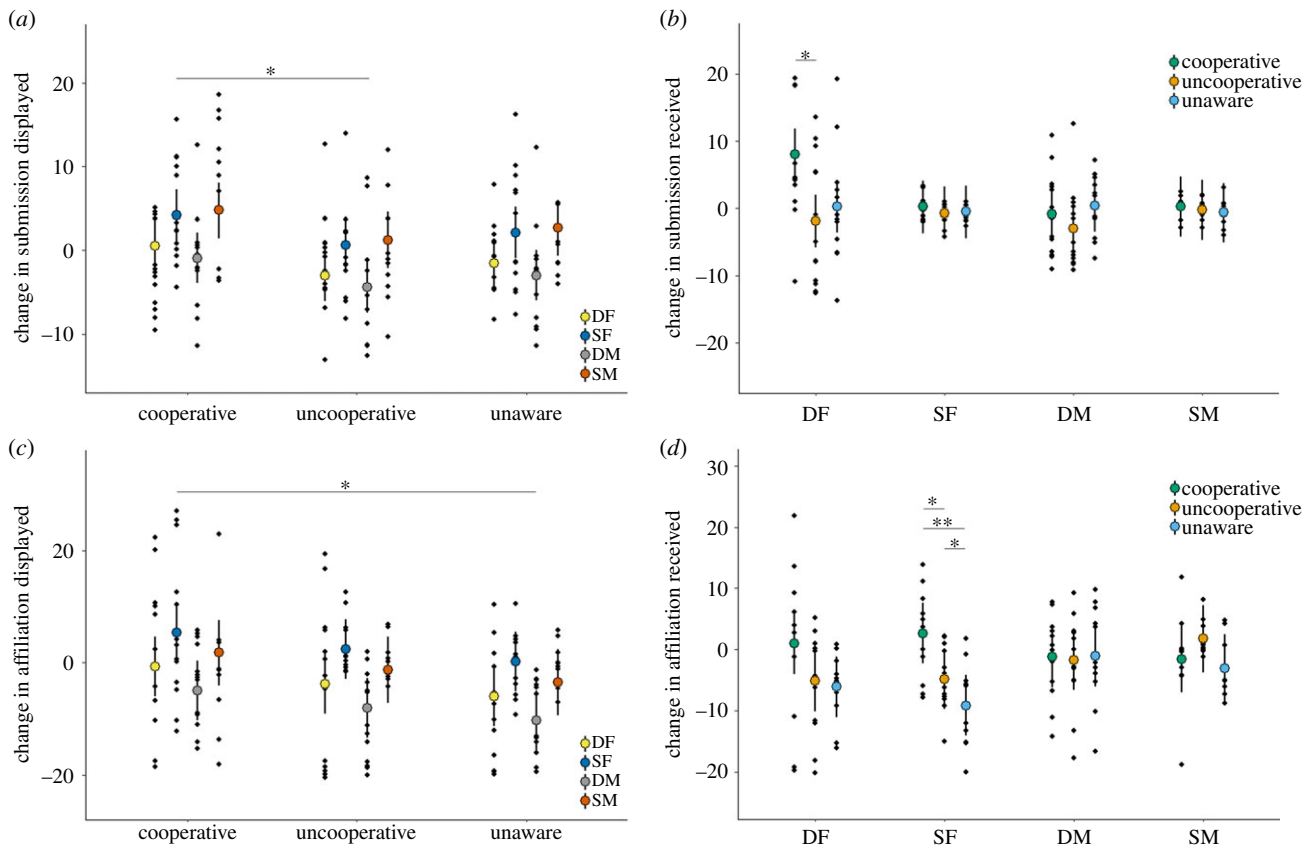 (a)
change in submission displayed
20
10
0
−10
*
DF
SF
DM
SM
cooperative uncooperative unaware
(b)
change in submission received
20
10
0
−10
−20
*
cooperative
uncooperative
unaware
DF SF DM SM
(c)
change in affiliation displayed
20
0
−20
*
DF
SF
DM
SM
cooperative uncooperative unaware
(d)
change in affiliation received
30
20
10
0
−10
−20
*
**
*
cooperative
uncooperative
unaware
DF SF DM SM